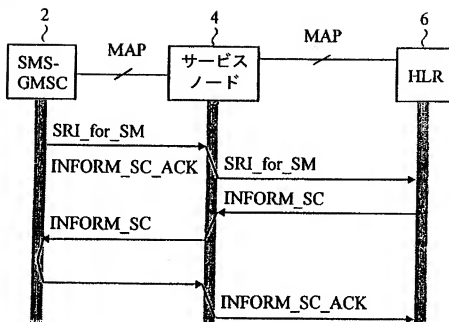 2
4
6
MAP
MAP
SMS-
GMSC
サービス
ノード
HLR
SRI_for_SM
INFORM_SC_ACK
SRI_for_SM
INFORM_SC
INFORM_SC
INFORM_SC_ACK